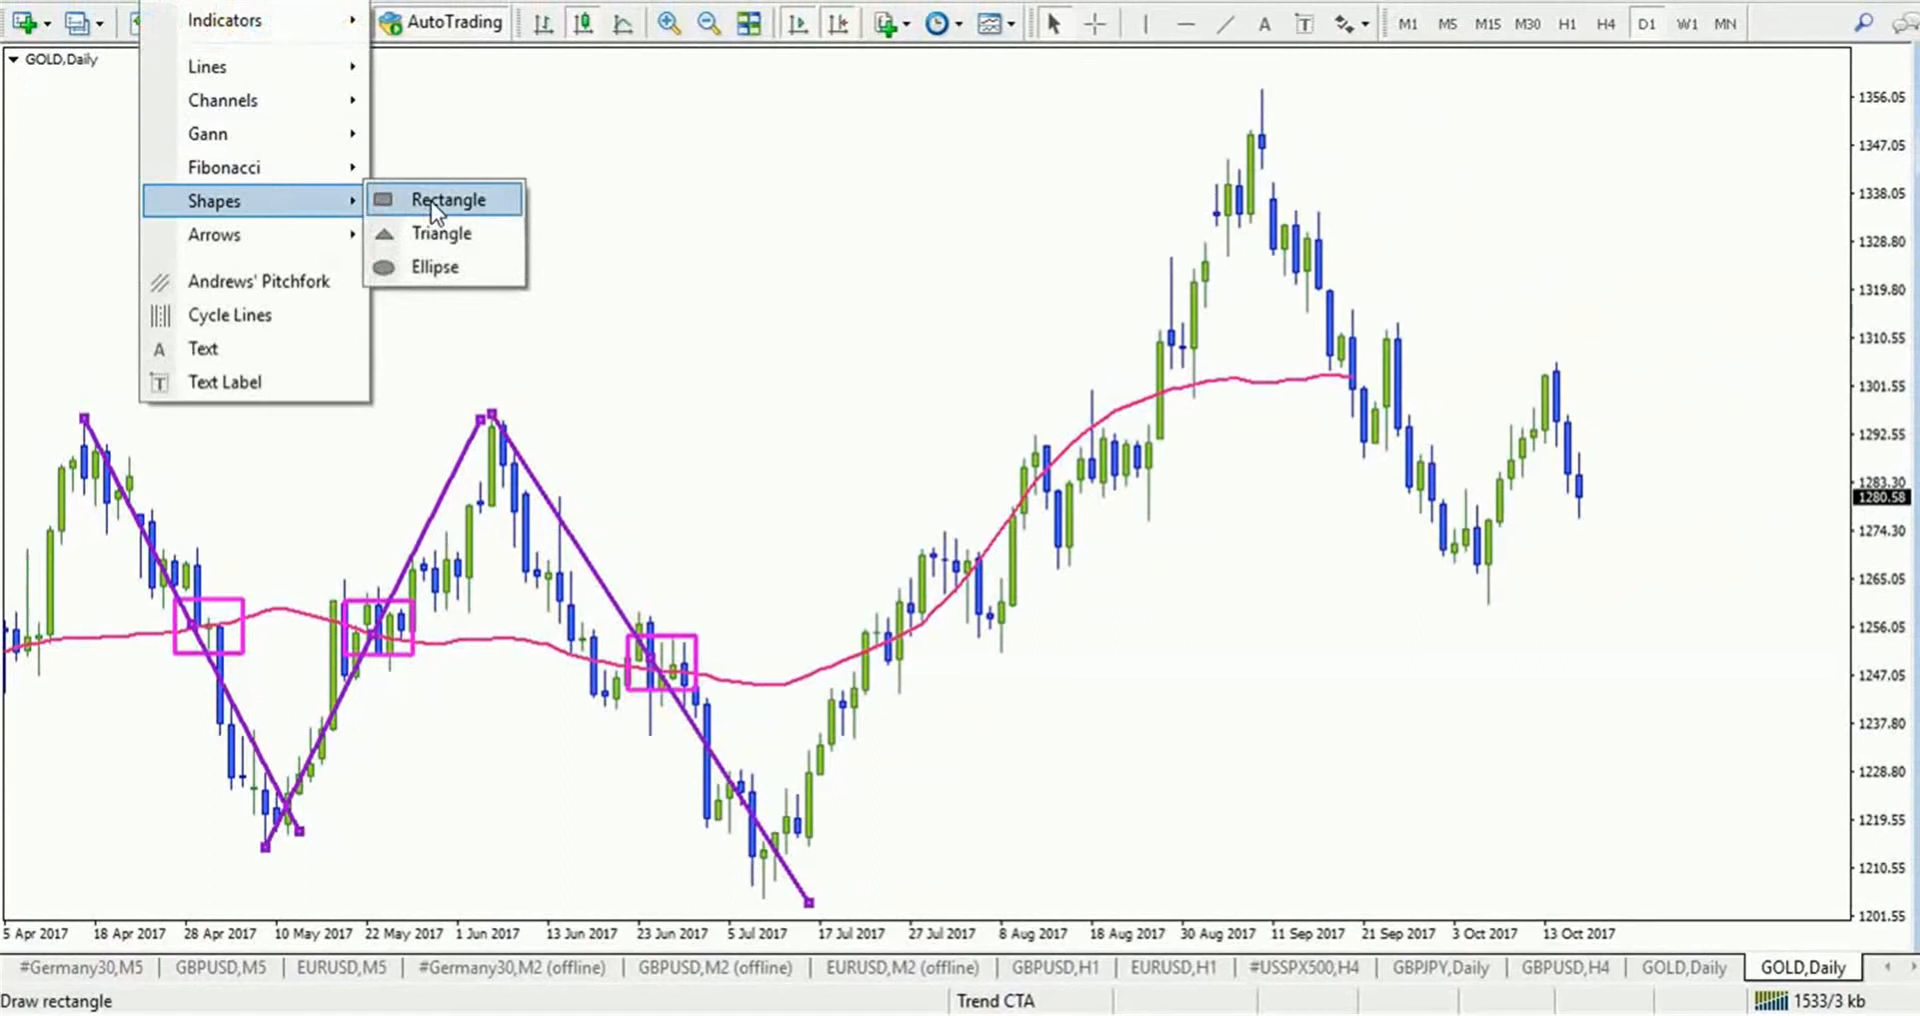 Indicators
AutoTrading
A
T
M1 M5 M15 M30 H1 H4 D1 W1 MN
GOLD,Daily
Lines
Channels
Gann
Fibonacci
Shapes
Rectangle
Arrows
Triangle
Andrews' Pitchfork
Ellipse
Cycle Lines
A Text
T Text Label
1356.05
1347.05
1338.05
1328.80
1319.80
1310.55
1301.55
1292.55
1283.30
1280.58
1274.30
1265.05
1256.05
1247.05
1237.80
1228.80
1219.55
1210.55
1201.55
5 Apr 2017 18 Apr 2017 28 Apr 2017 10 May 2017 22 May 2017 1 Jun 2017 13 Jun 2017 23 Jun 2017 5 Jul 2017 17 Jul 2017 27 Jul 2017 8 Aug 2017 18 Aug 2017 30 Aug 2017 11 Sep 2017 21 Sep 2017 3 Oct 2017 13 Oct 2017
#Germany30,M5 GBPUSD,M5 EURUSD,M5 #Germany30,M2 (offline) GBPUSD,M2 (offline) EURUSD,M2 (offline) GBPUSD,H1 EURUSD,H1 #USSPX500,H4 GBPJPY,Daily GBPUSD,H4 GOLD,Daily GOLD,Daily
Draw rectangle Trend CTA 1533/3 kb